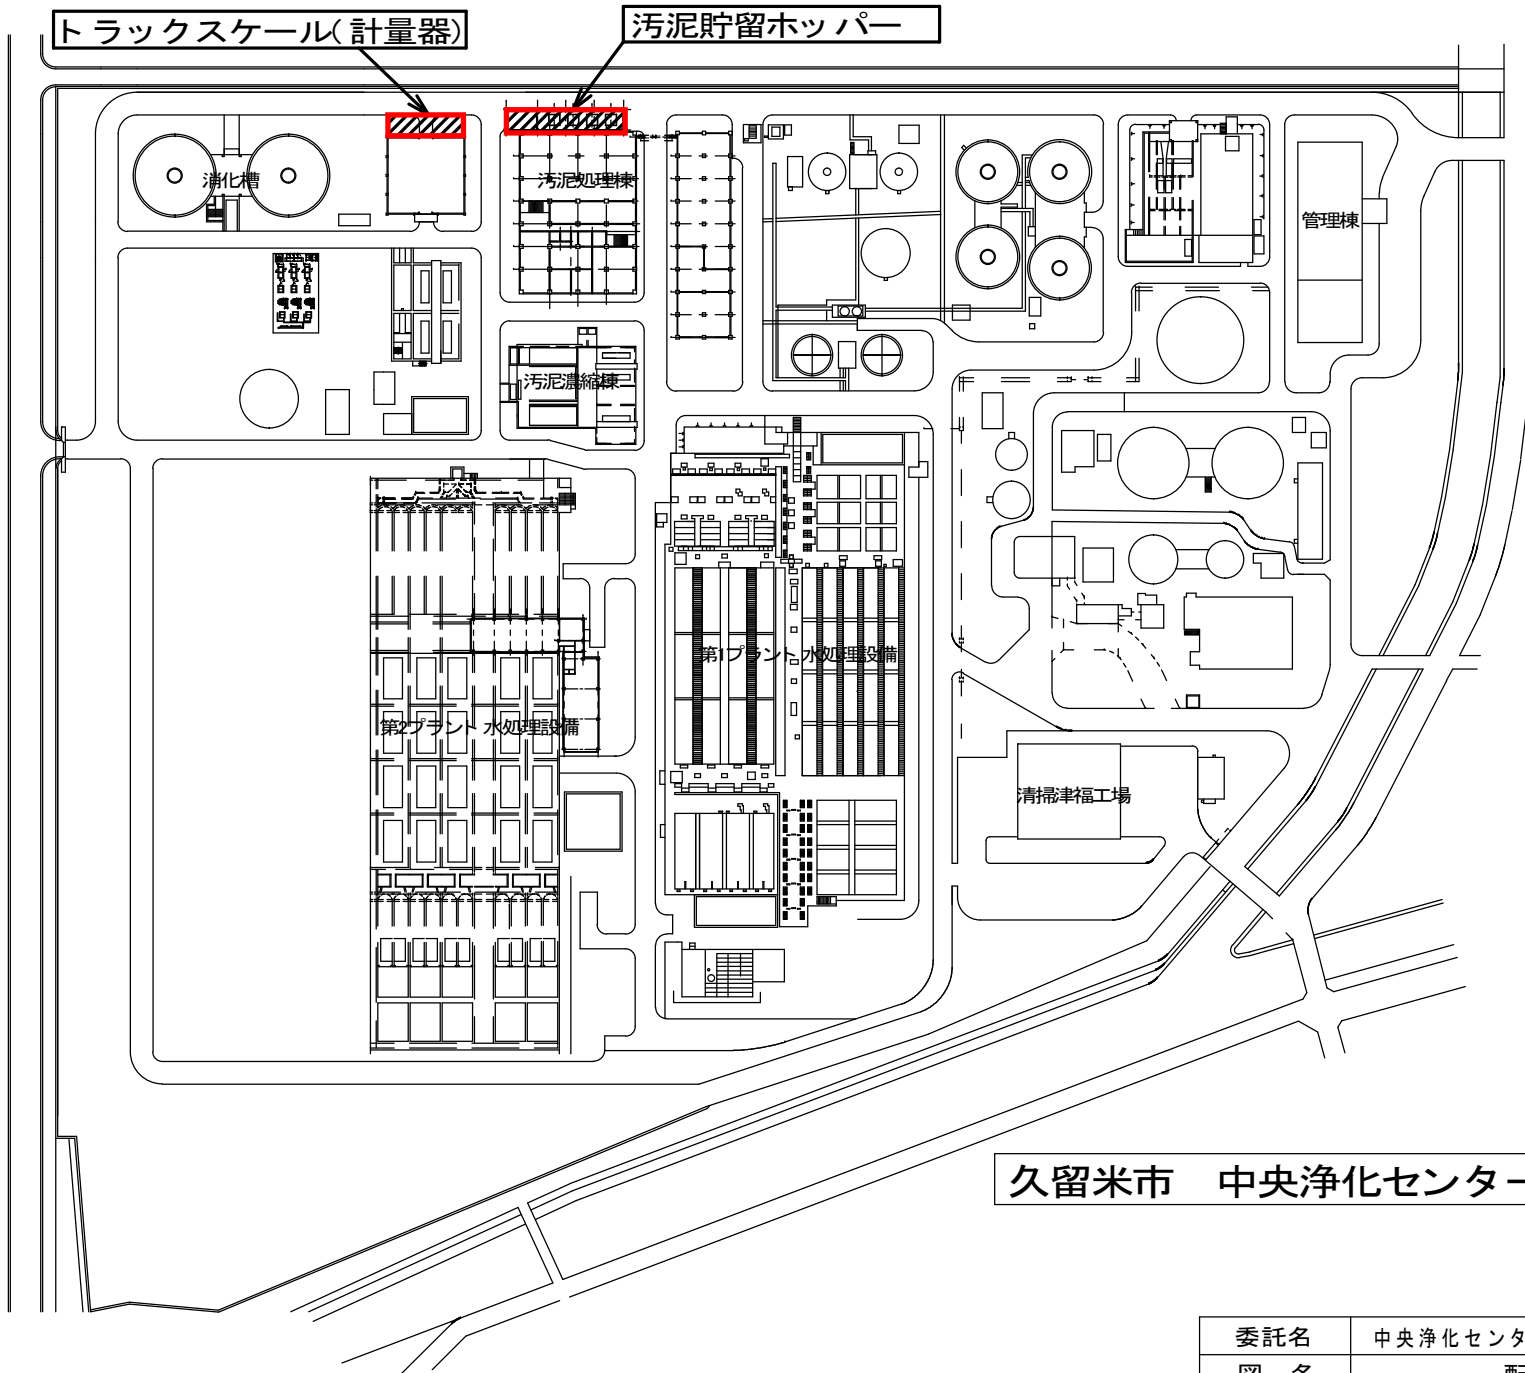 トラックスケール(計量器)
汚泥貯留ホッパー
消化槽
汚泥処理棟
管理棟
汚泥濃縮棟
第1プラント水処理設備
第2プラント水処理設備
清掃津福工場
久留米市　中央浄化センター
委託名 中央浄化センタ
図　名